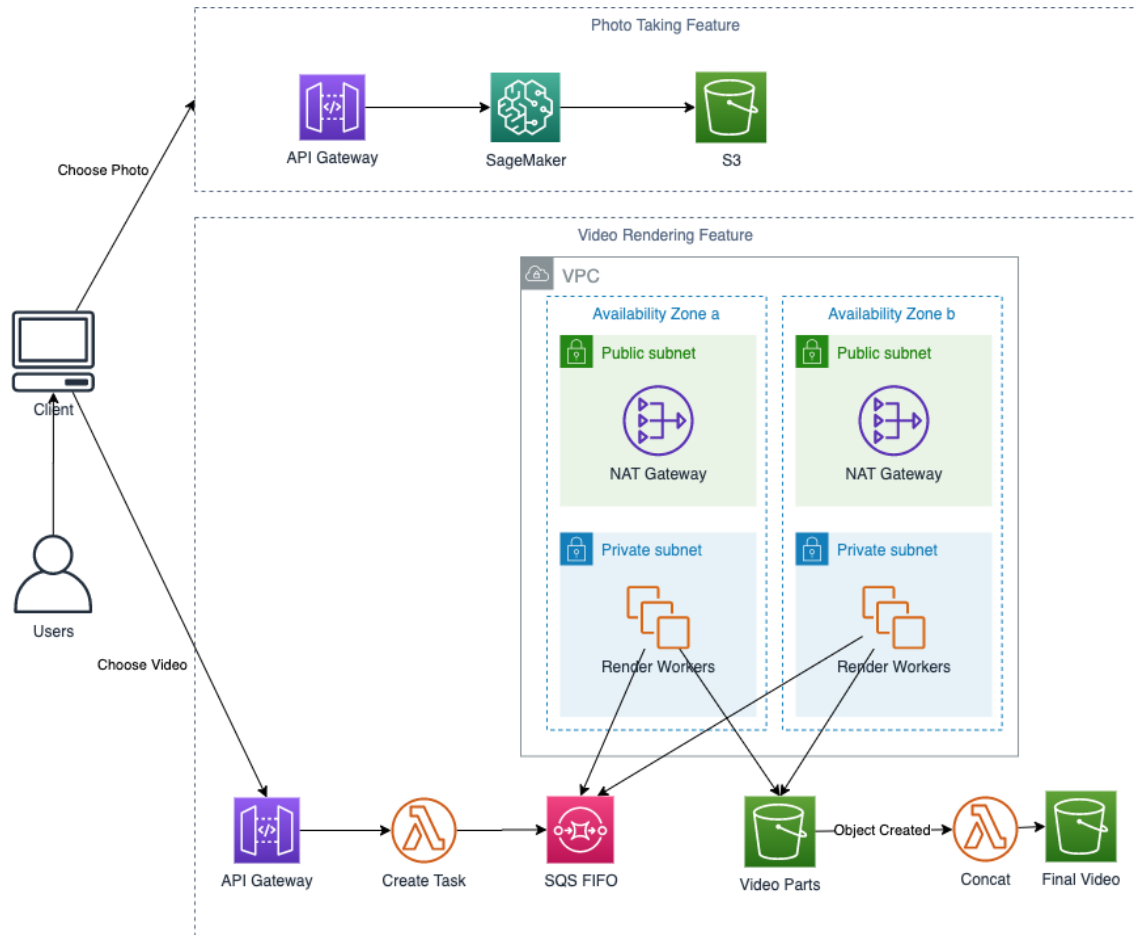 Photo Taking Feature
API Gateway
SageMaker
S3
Choose Photo
Video Rendering Feature
VPC
Availability Zone a
Availability Zone b
Public subnet
Public subnet
NAT Gateway
NAT Gateway
Client
Private subnet
Private subnet
Users
Choose Video
Render Workers
Render Workers
Object Created
API Gateway
Create Task
SQS FIFO
Video Parts
Concat
Final Video